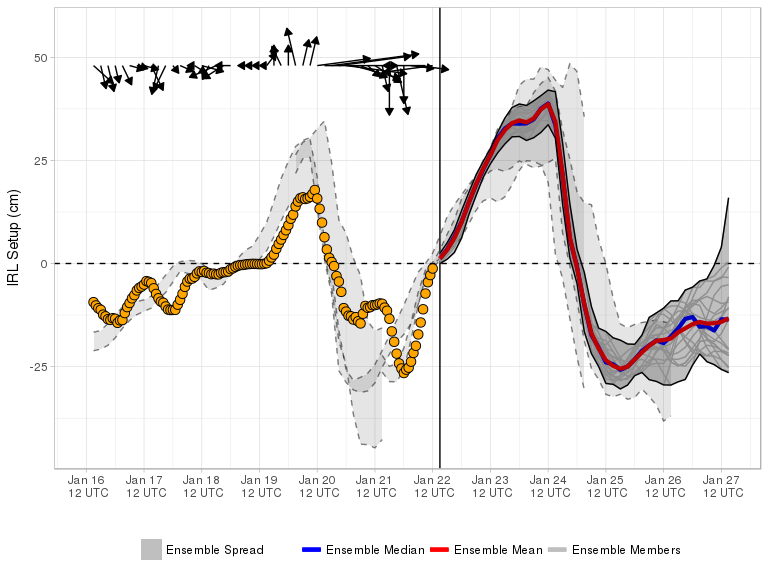 IRL Setup (cm)
50
25
0
-25
Jan 16 Jan 17 Jan 18 Jan 19 Jan 20 Jan 21 Jan 22 Jan 23 Jan 24 Jan 25 Jan 26 Jan 27
12 UTC 12 UTC 12 UTC 12 UTC 12 UTC 12 UTC 12 UTC 12 UTC 12 UTC 12 UTC 12 UTC 12 UTC
Ensemble Spread Ensemble Median Ensemble Mean Ensemble Members